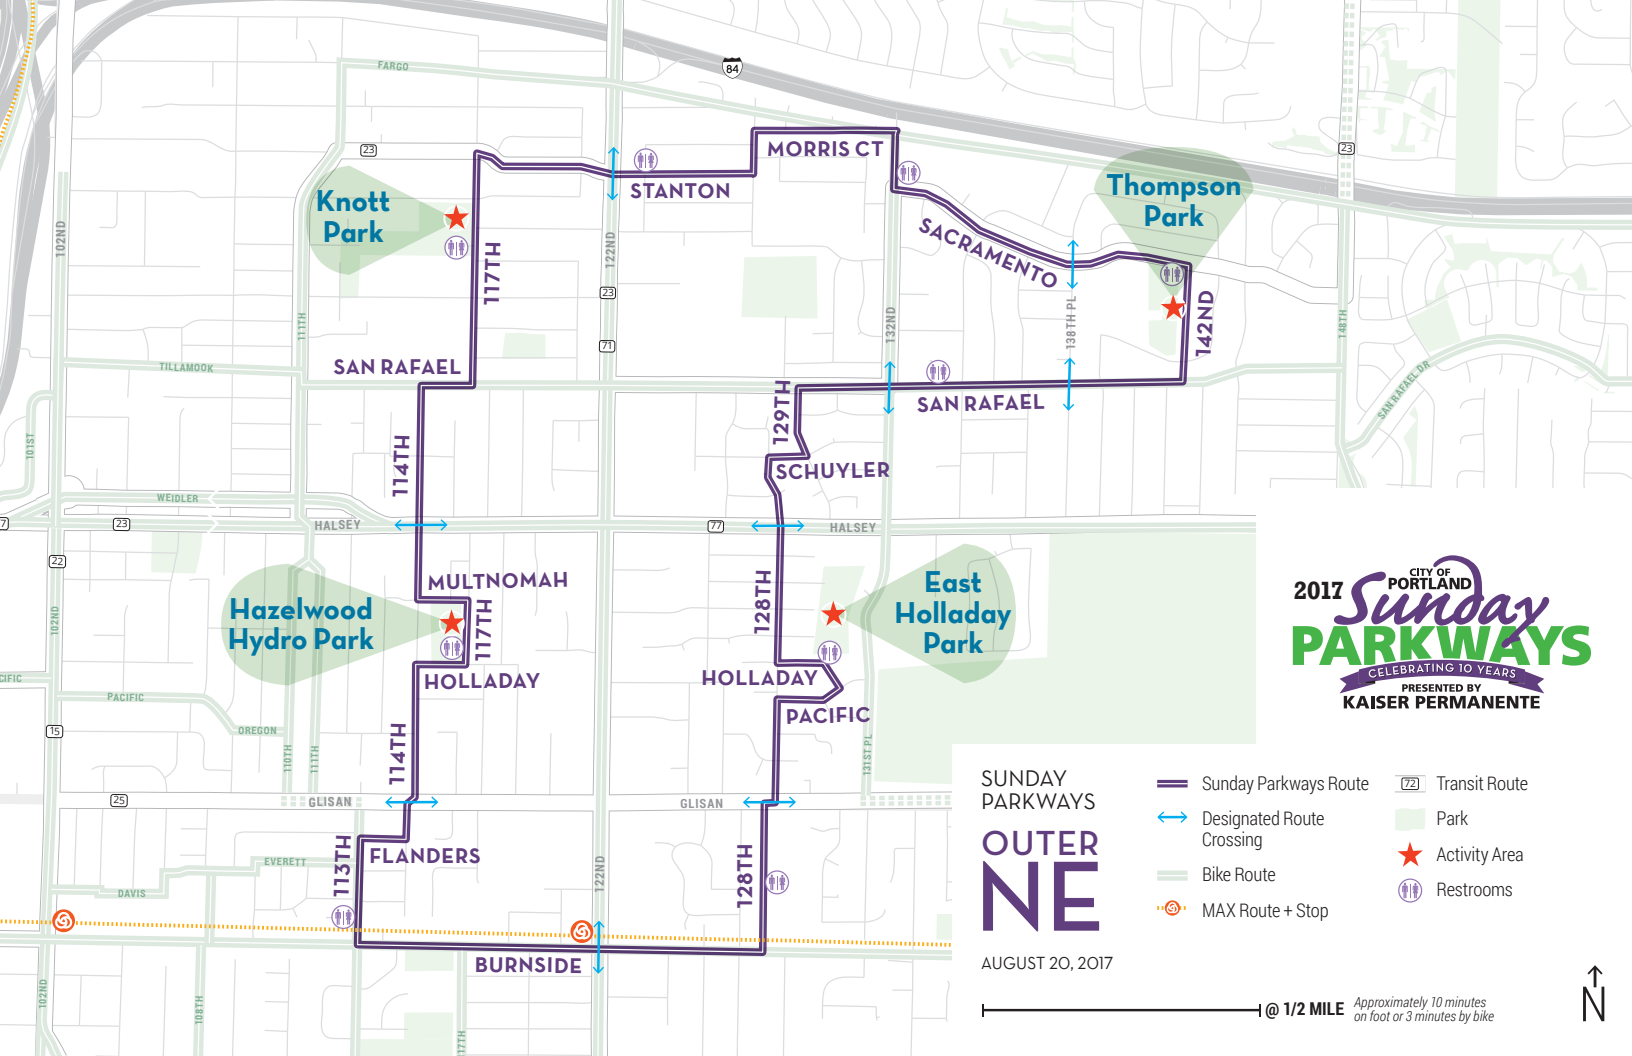 FARGO
84
23
MORRIS CT
STANTON
Knott
Park
Thompson
Park
23
102ND
117TH
122ND
SACRAMENTO
23
111TH
132ND
138TH PL
142ND
148TH
71
SAN RAFAEL
TILLAMOOK
129TH
SAN RAFAEL
SAN RAFAEL DR
101ST
114TH
SCHUYLER
WEIDLER
7
23
HALSEY
77
HALSEY
22
MULTNOMAH
East
Holladay
Park
Hazelwood
Hydro Park
102ND
117TH
128TH
CIFIC
HOLLADAY
HOLLADAY
PACIFIC
PACIFIC
15
OREGON
110TH
111TH
114TH
131ST PL
25
GLISAN
GLISAN
113TH
FLANDERS
EVERETT
DAVIS
122ND
128TH
BURNSIDE
102ND
108TH
17TH
2017
CITY OF
PORTLAND
Sunday
PARKWAYS
CELEBRATING 10 YEARS
PRESENTED BY
KAISER PERMANENTE
SUNDAY
PARKWAYS
OUTER
NE
AUGUST 20, 2017
Sunday Parkways Route
Designated Route
Crossing
Bike Route
MAX Route + Stop
72
Transit Route
Park
Activity Area
Restrooms
@ 1/2 MILE
Approximately 10 minutes
on foot or 3 minutes by bike
N